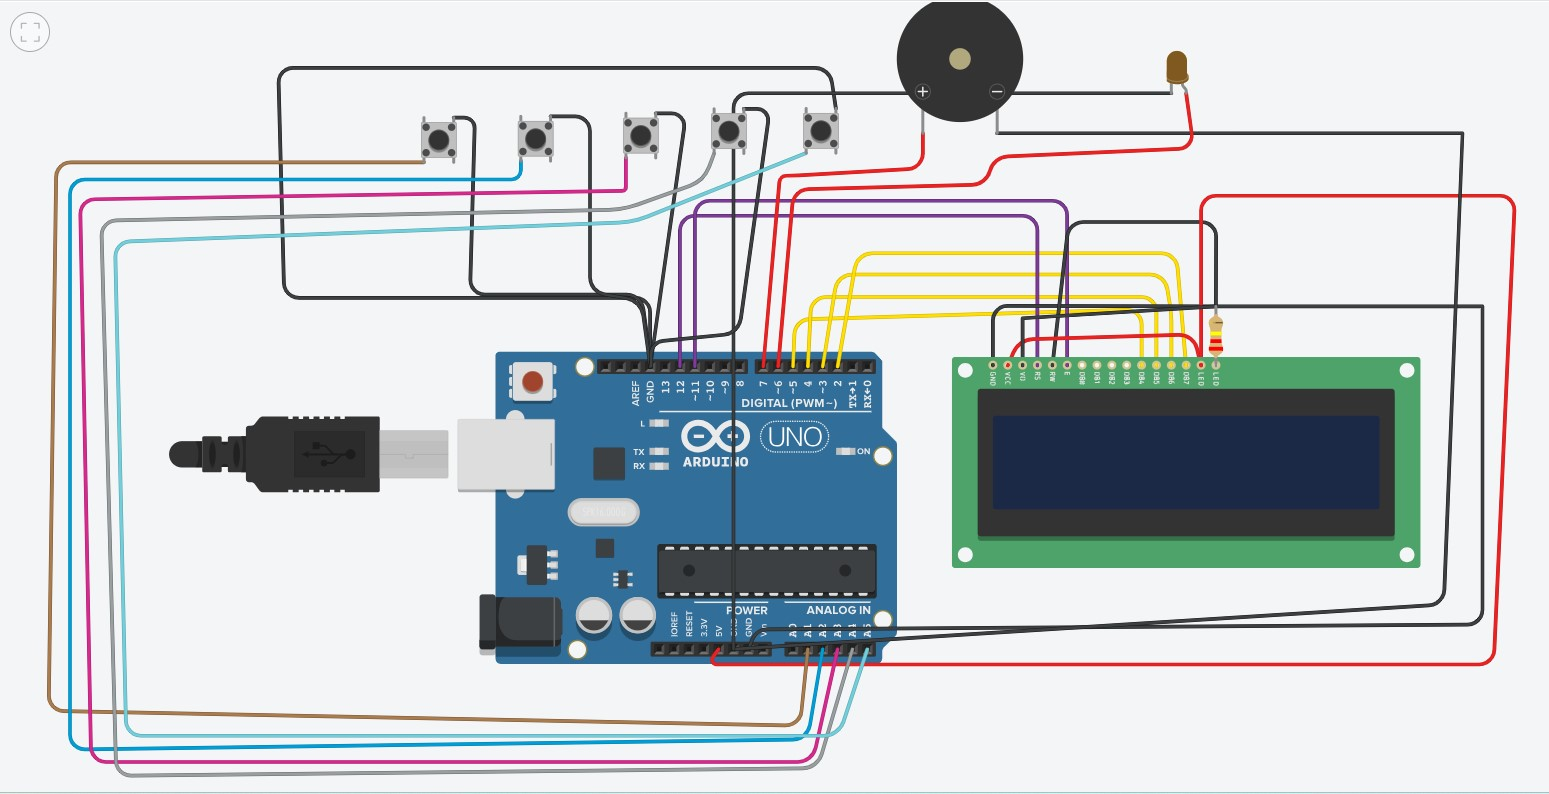 +
−
AREF
GND
13
12
~11
~10
~9
8
7
~6
~5
4
~3
2
TX→1
RX←0
DIGITAL (PWM~)
L
TX
RX
ARDUINO
UNO
ON
IOREF
RESET
3.3V
5V
GND
GND
Vin
POWER
ANALOG IN
A0
A1
A2
A3
A4
A5
GND
VCC
V0
RS
RW
E
DB0
DB1
DB2
DB3
DB4
DB5
DB6
DB7
LED
LED